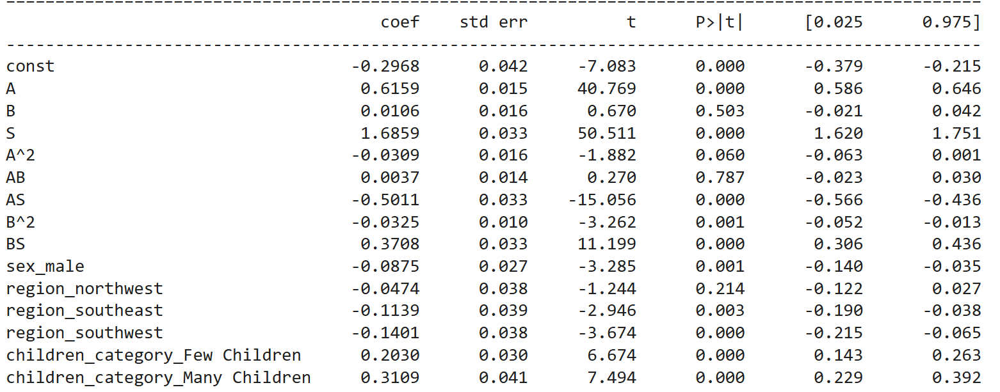 coef std err t P>|t| [0.025 0.975]
const -0.2968 0.042 -7.083 0.000 -0.379 -0.215
A 0.6159 0.015 40.769 0.000 0.586 0.646
B 0.0106 0.016 0.670 0.503 -0.021 0.042
S 1.6859 0.033 50.511 0.000 1.620 1.751
A^2 -0.0309 0.016 -1.882 0.060 -0.063 0.001
AB 0.0037 0.014 0.270 0.787 -0.023 0.030
AS -0.5011 0.033 -15.056 0.000 -0.566 -0.436
B^2 -0.0325 0.010 -3.262 0.001 -0.052 -0.013
BS 0.3708 0.033 11.199 0.000 0.306 0.436
sex_male -0.0875 0.027 -3.285 0.001 -0.140 -0.035
region_northwest -0.0474 0.038 -1.244 0.214 -0.122 0.027
region_southeast -0.1139 0.039 -2.946 0.003 -0.190 -0.038
region_southwest -0.1401 0.038 -3.674 0.000 -0.215 -0.065
children_category_Few Children 0.2030 0.030 6.674 0.000 0.143 0.263
children_category_Many Children 0.3109 0.041 7.494 0.000 0.229 0.392